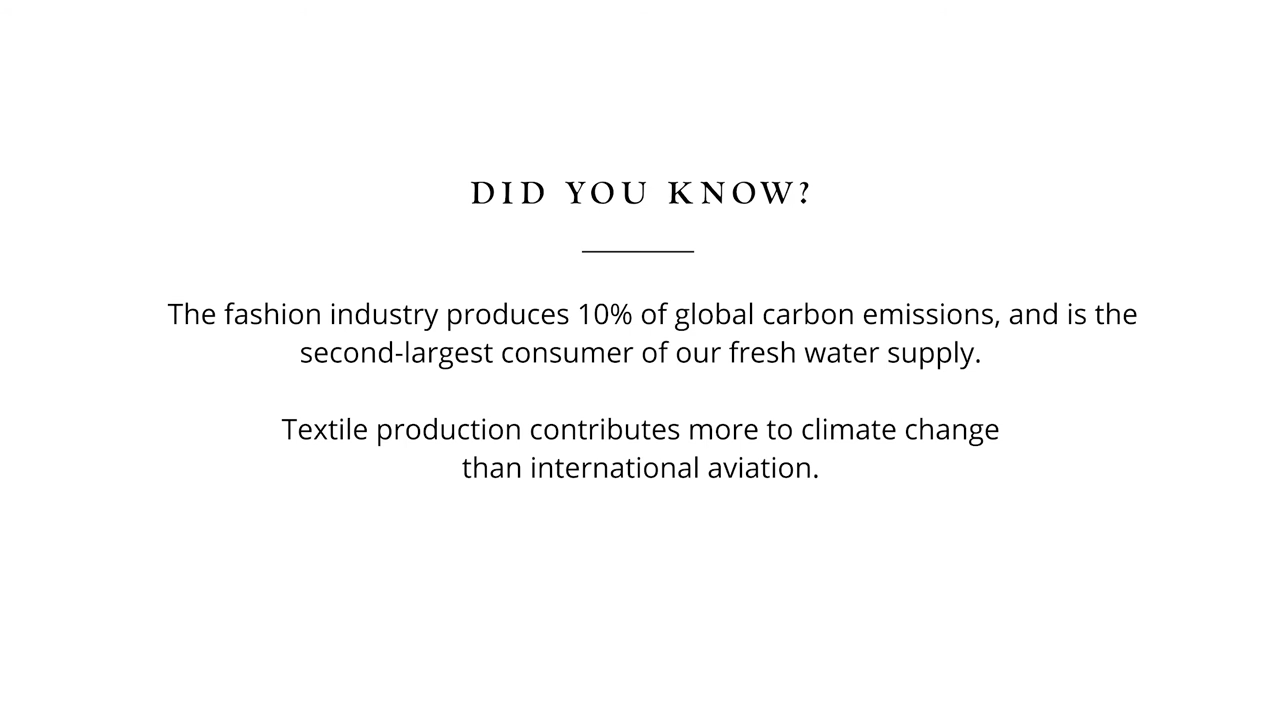 DID YOU KNOW?
The fashion industry produces 10% of global carbon emissions, and is the
second-largest consumer of our fresh water supply.
Textile production contributes more to climate change
than international aviation.